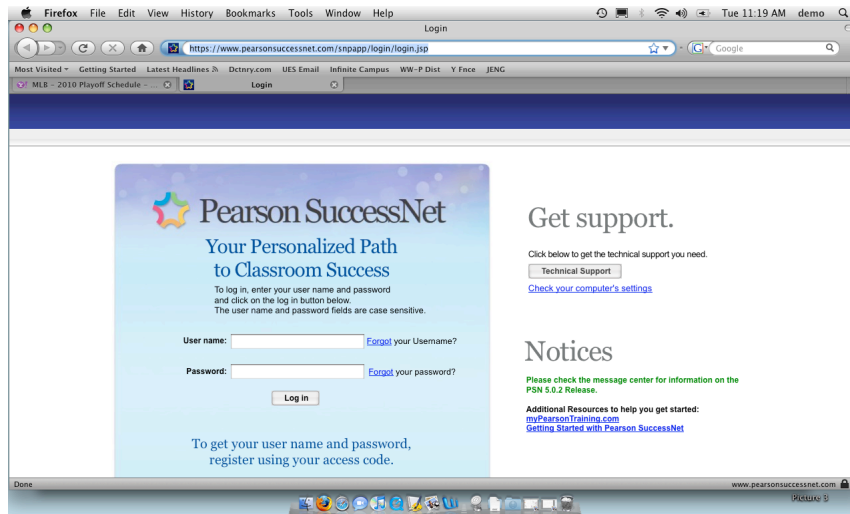 Firefox File Edit View History Bookmarks Tools Window Help Tue 11:19 AM demo
Login
https://www.pearsonsuccessnet.com/snpapp/login/login.jsp
Google
Most Visited Getting Started Latest Headlines Dctnry.com UES Email Infinite Campus WW-P Dist Y Fnce JENG
MLB - 2010 Playoff Schedule - ... Login
Pearson SuccessNet
Your Personalized Path
to Classroom Success
To log in, enter your user name and password
and click on the log in button below.
The user name and password fields are case sensitive.
User name: Forgot your Username?
Password: Forgot your password?
Log in
To get your user name and password,
register using your access code.
Get support.
Click below to get the technical support you need.
Technical Support
Check your computer's settings
Notices
Please check the message center for information on the
PSN 5.0.2 Release.
Additional Resources to help you get started:
myPearsonTraining.com
Getting Started with Pearson SuccessNet
Done www.pearsonsuccessnet.com
Picture 3